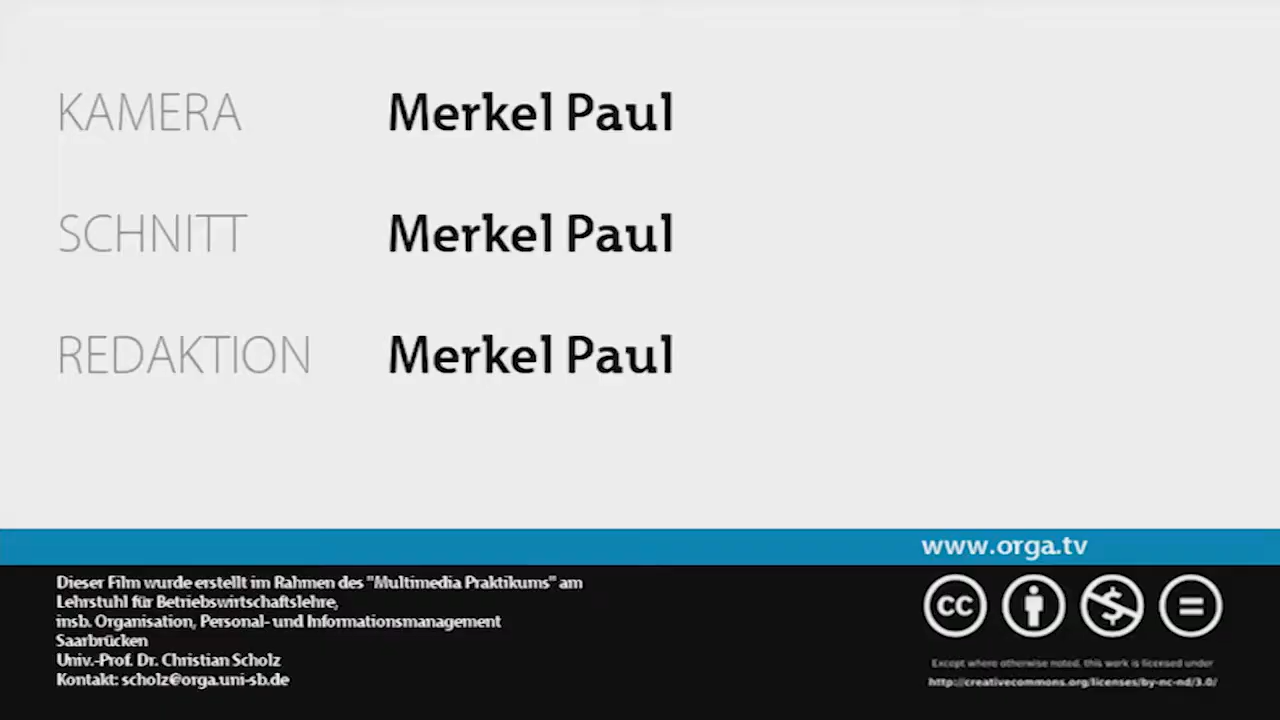 KAMERA Merkel Paul
SCHNITT Merkel Paul
REDAKTION Merkel Paul
www.orga.tv
Dieser Film wurde erstellt im Rahmen des "Multimedia Praktikums" am
Lehrstuhl für Betriebswirtschaftslehre,
insb. Organisation, Personal- und Informationsmanagement
Saarbrücken
Univ.-Prof. Dr. Christian Scholz
Kontakt: scholz@orga.uni-sb.de
cc
Except where otherwise noted, this work is licensed under
http://creativecommons.org/licenses/by-nc-nd/3.0/